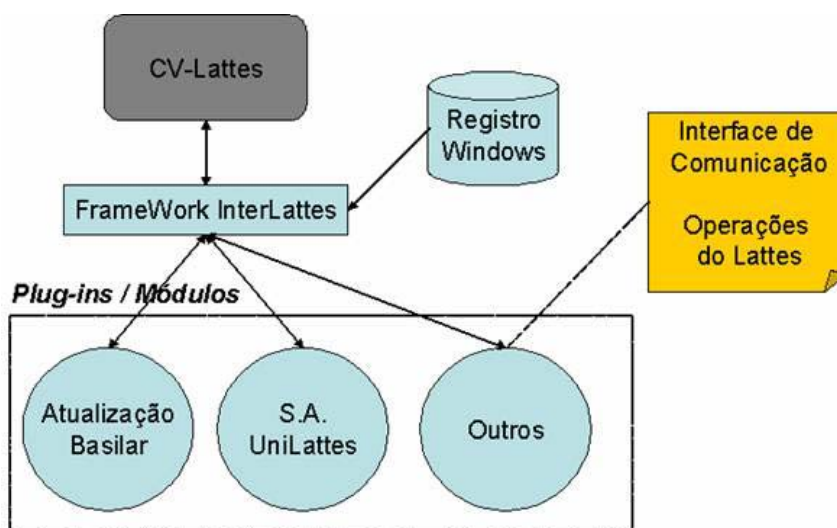 CV-Lattes
Registro
Windows
Interface de
Comunicação
Operações
do Lattes
FrameWork InterLattes
Plug-ins / Módulos
Atualização
Basilar
S.A.
UniLattes
Outros